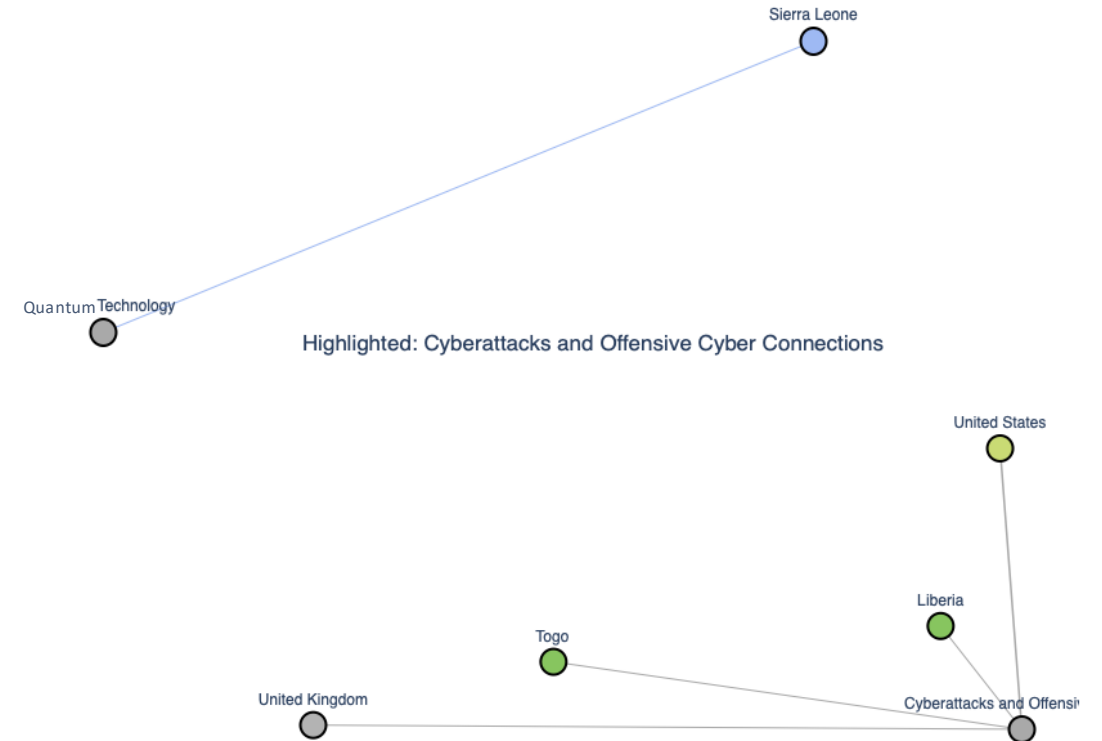 Sierra Leone
Quantum Technology
Highlighted: Cyberattacks and Offensive Cyber Connections
United States
Liberia
Togo
Cyberattacks and Offensi
United Kingdom